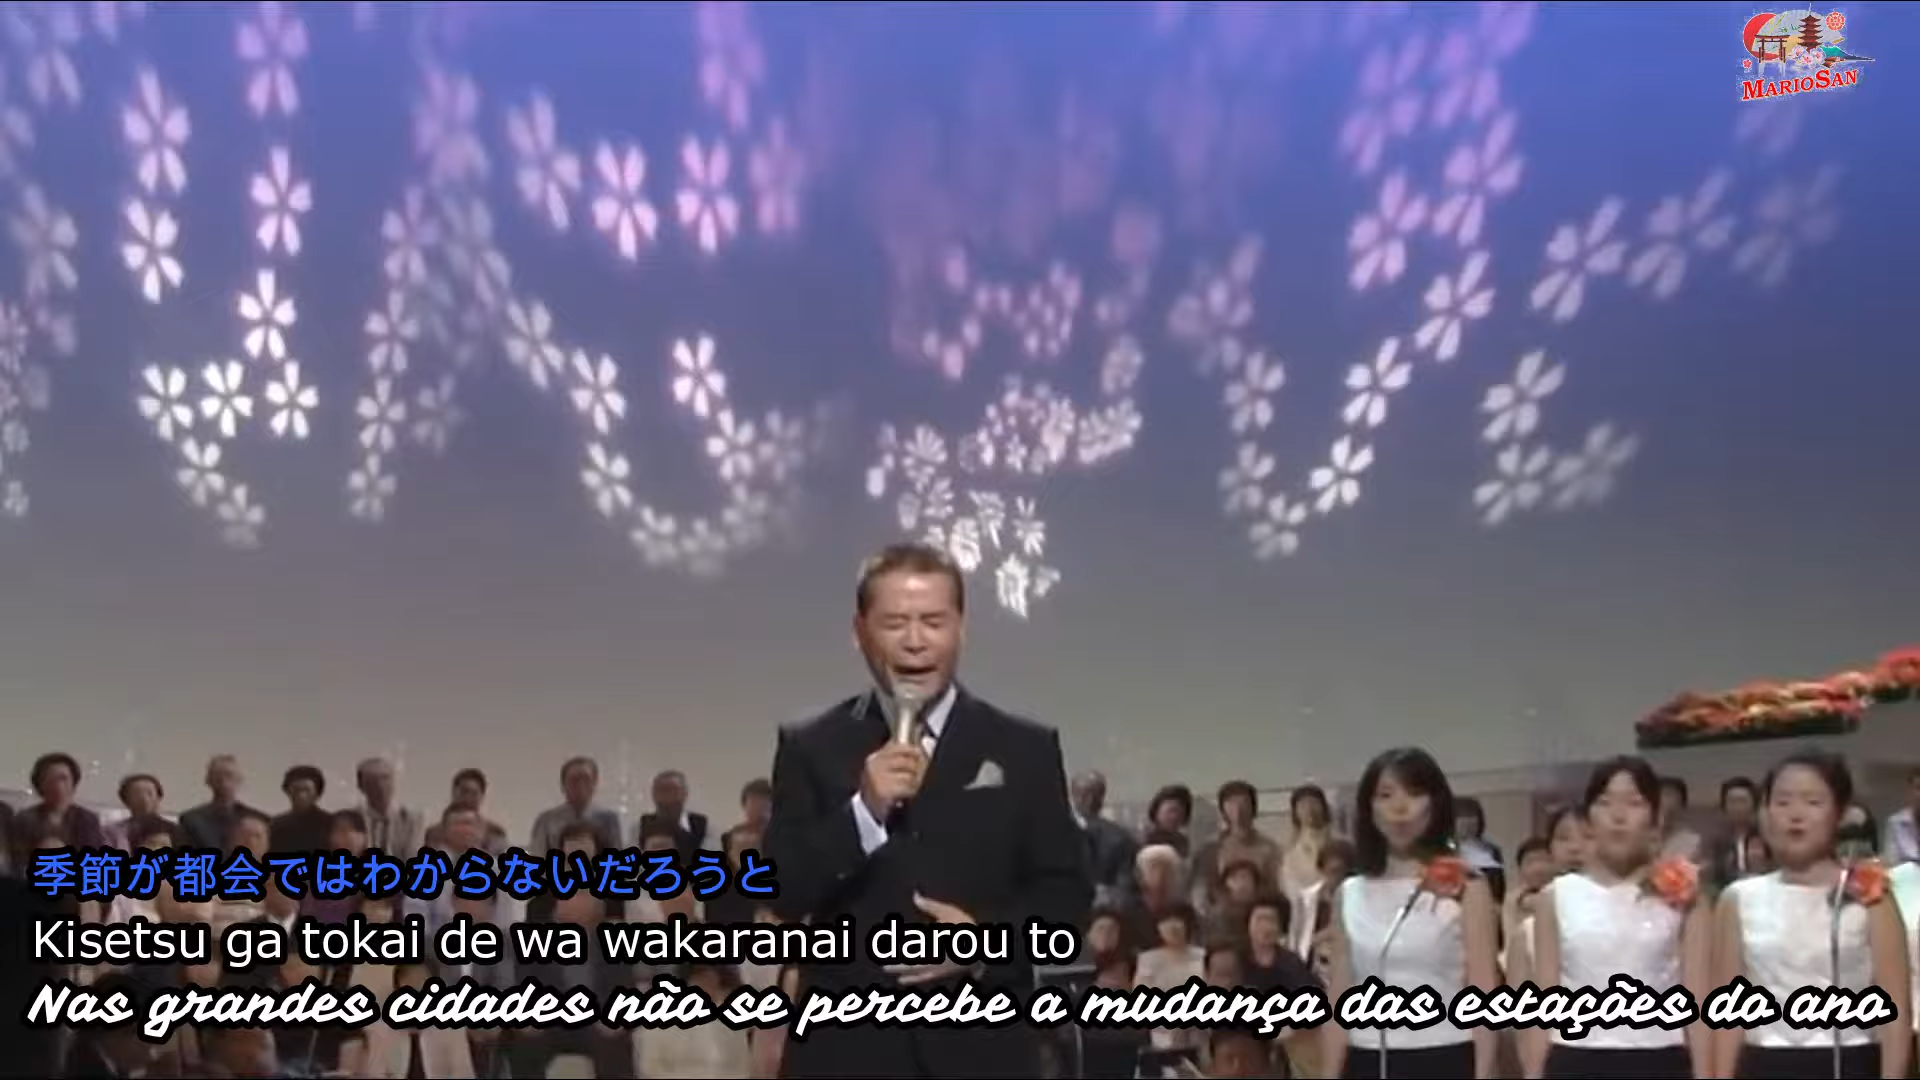 MARIOSAN
季節が都会ではわからないだろうと
Kisetsu ga tokai de wa wakaranai darou to
Nas grandes cidades não se percebe a mudança das estações do ano